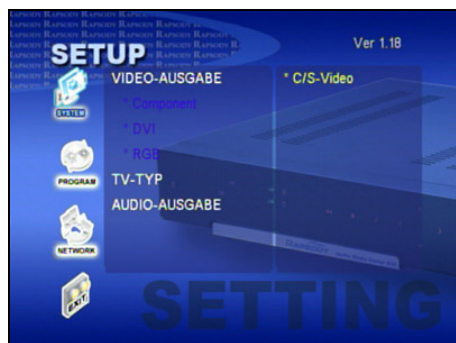 SETUP
Ver 1.18
SYSTEM
PROGRAM
NETWORK
EXIT
VIDEO-AUSGABE
* Component
* DVI
* RGB
TV-TYP
AUDIO-AUSGABE
* C/S-Video
RAPSODY
SETTING